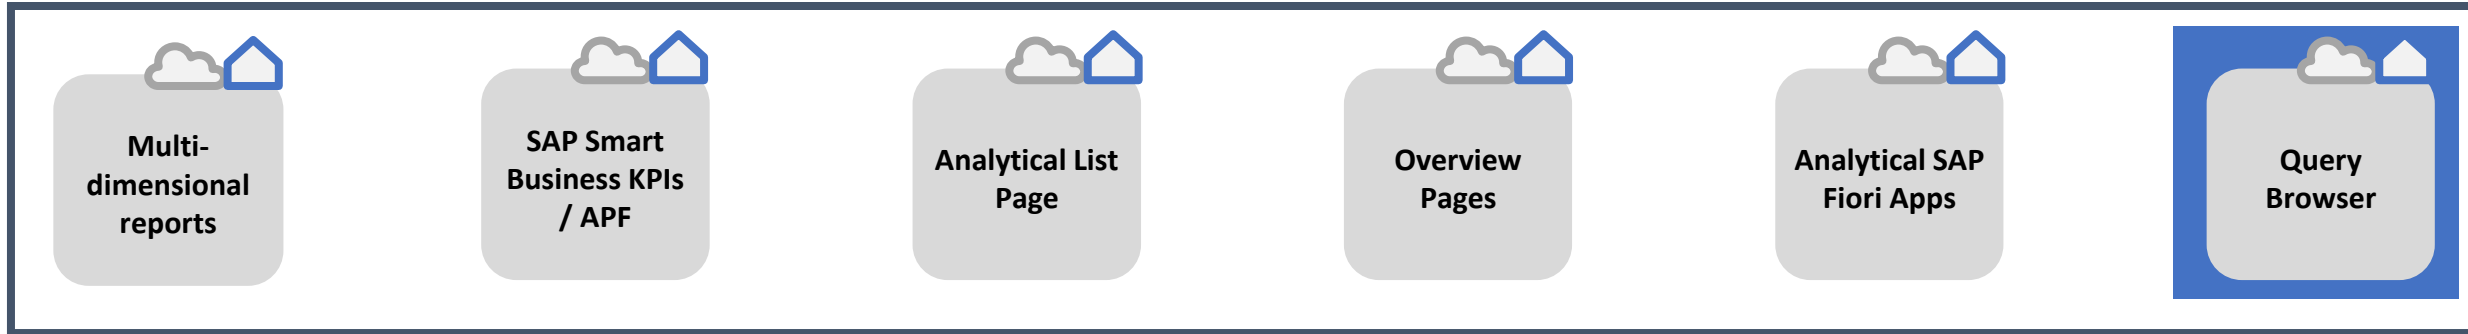 Multi-
dimensional
reports
SAP Smart
Business KPIs
/ APF
Analytical List
Page
Overview
Pages
Analytical SAP
Fiori Apps
Query
Browser